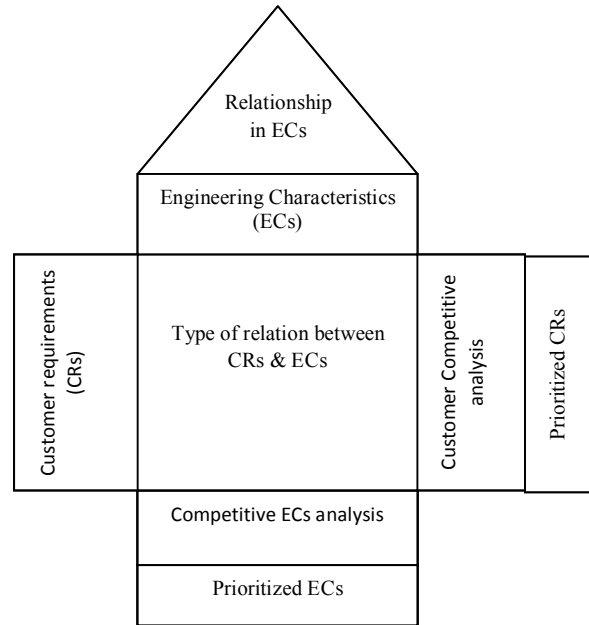 Relationship
in ECs
Engineering Characteristics
(ECs)
Customer requirements
(CRs)
Type of relation between
CRs & ECs
Customer Competitive
analysis
Prioritized CRs
Competitive ECs analysis
Prioritized ECs